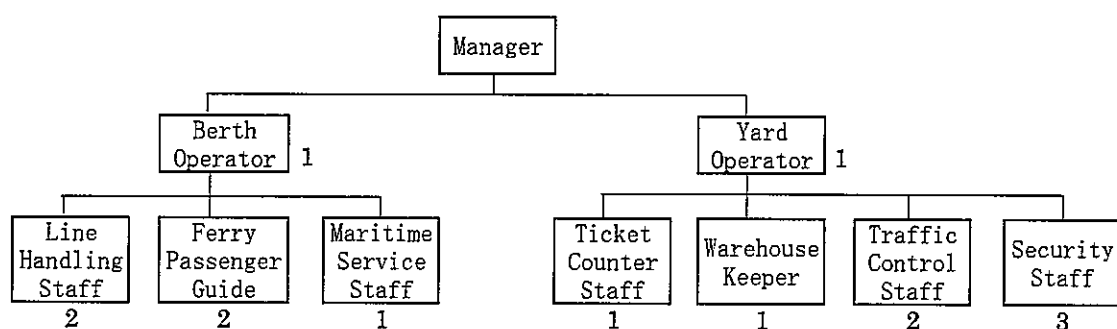 Manager
Berth
Operator 1
Yard
Operator 1
Line
Handling
Staff
2
Ferry
Passenger
Guide
2
Maritime
Service
Staff
1
Ticket
Counter
Staff
1
Warehouse
Keeper
1
Traffic
Control
Staff
2
Security
Staff
3